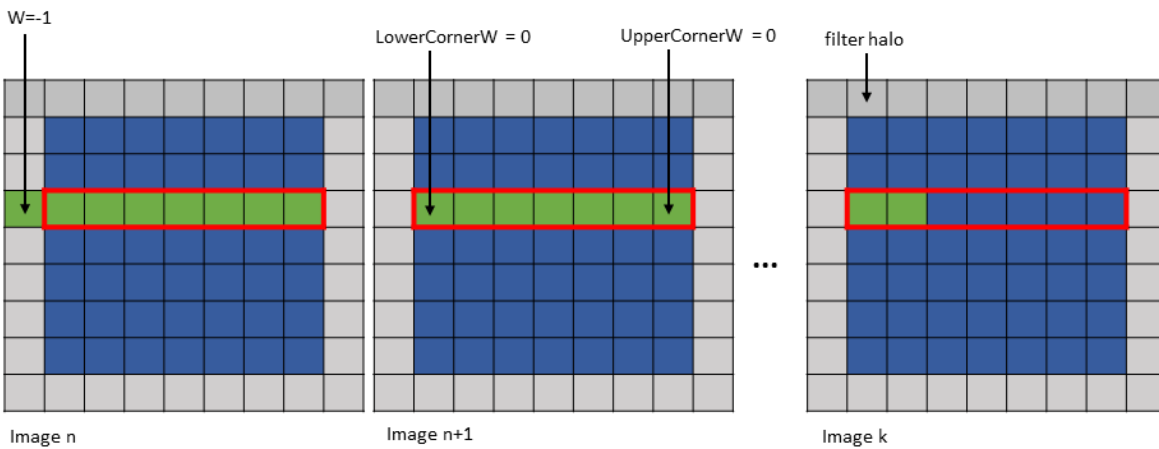 W=-1
LowerCornerW = 0
UpperCornerW = 0
filter halo
...
Image n
Image n+1
Image k